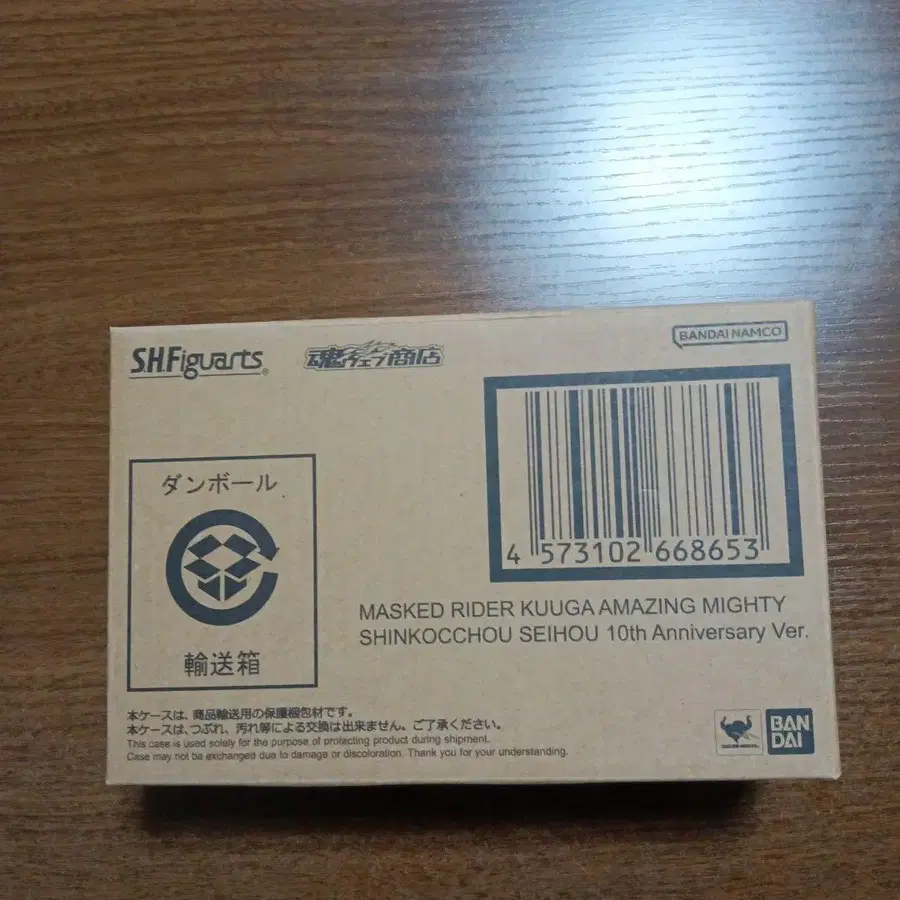 S.H.Figuarts®
魂ウェブ商店
BANDAI NAMCO
4 573102 668653
ダンボール
輸送箱
MASKED RIDER KUUGA AMAZING MIGHTY
SHINKOCCHOU SEIHOU 10th Anniversary Ver.
本ケースは、商品輸送用の保護梱包材です。
本ケースは、つぶれ、汚れ等による交換は出来ません。ご了承ください。
This case is used solely for the purpose of protecting product during shipment.
Case may not be exchanged due to damage or discoloration. Thank you for your understanding.
BAN
DAI